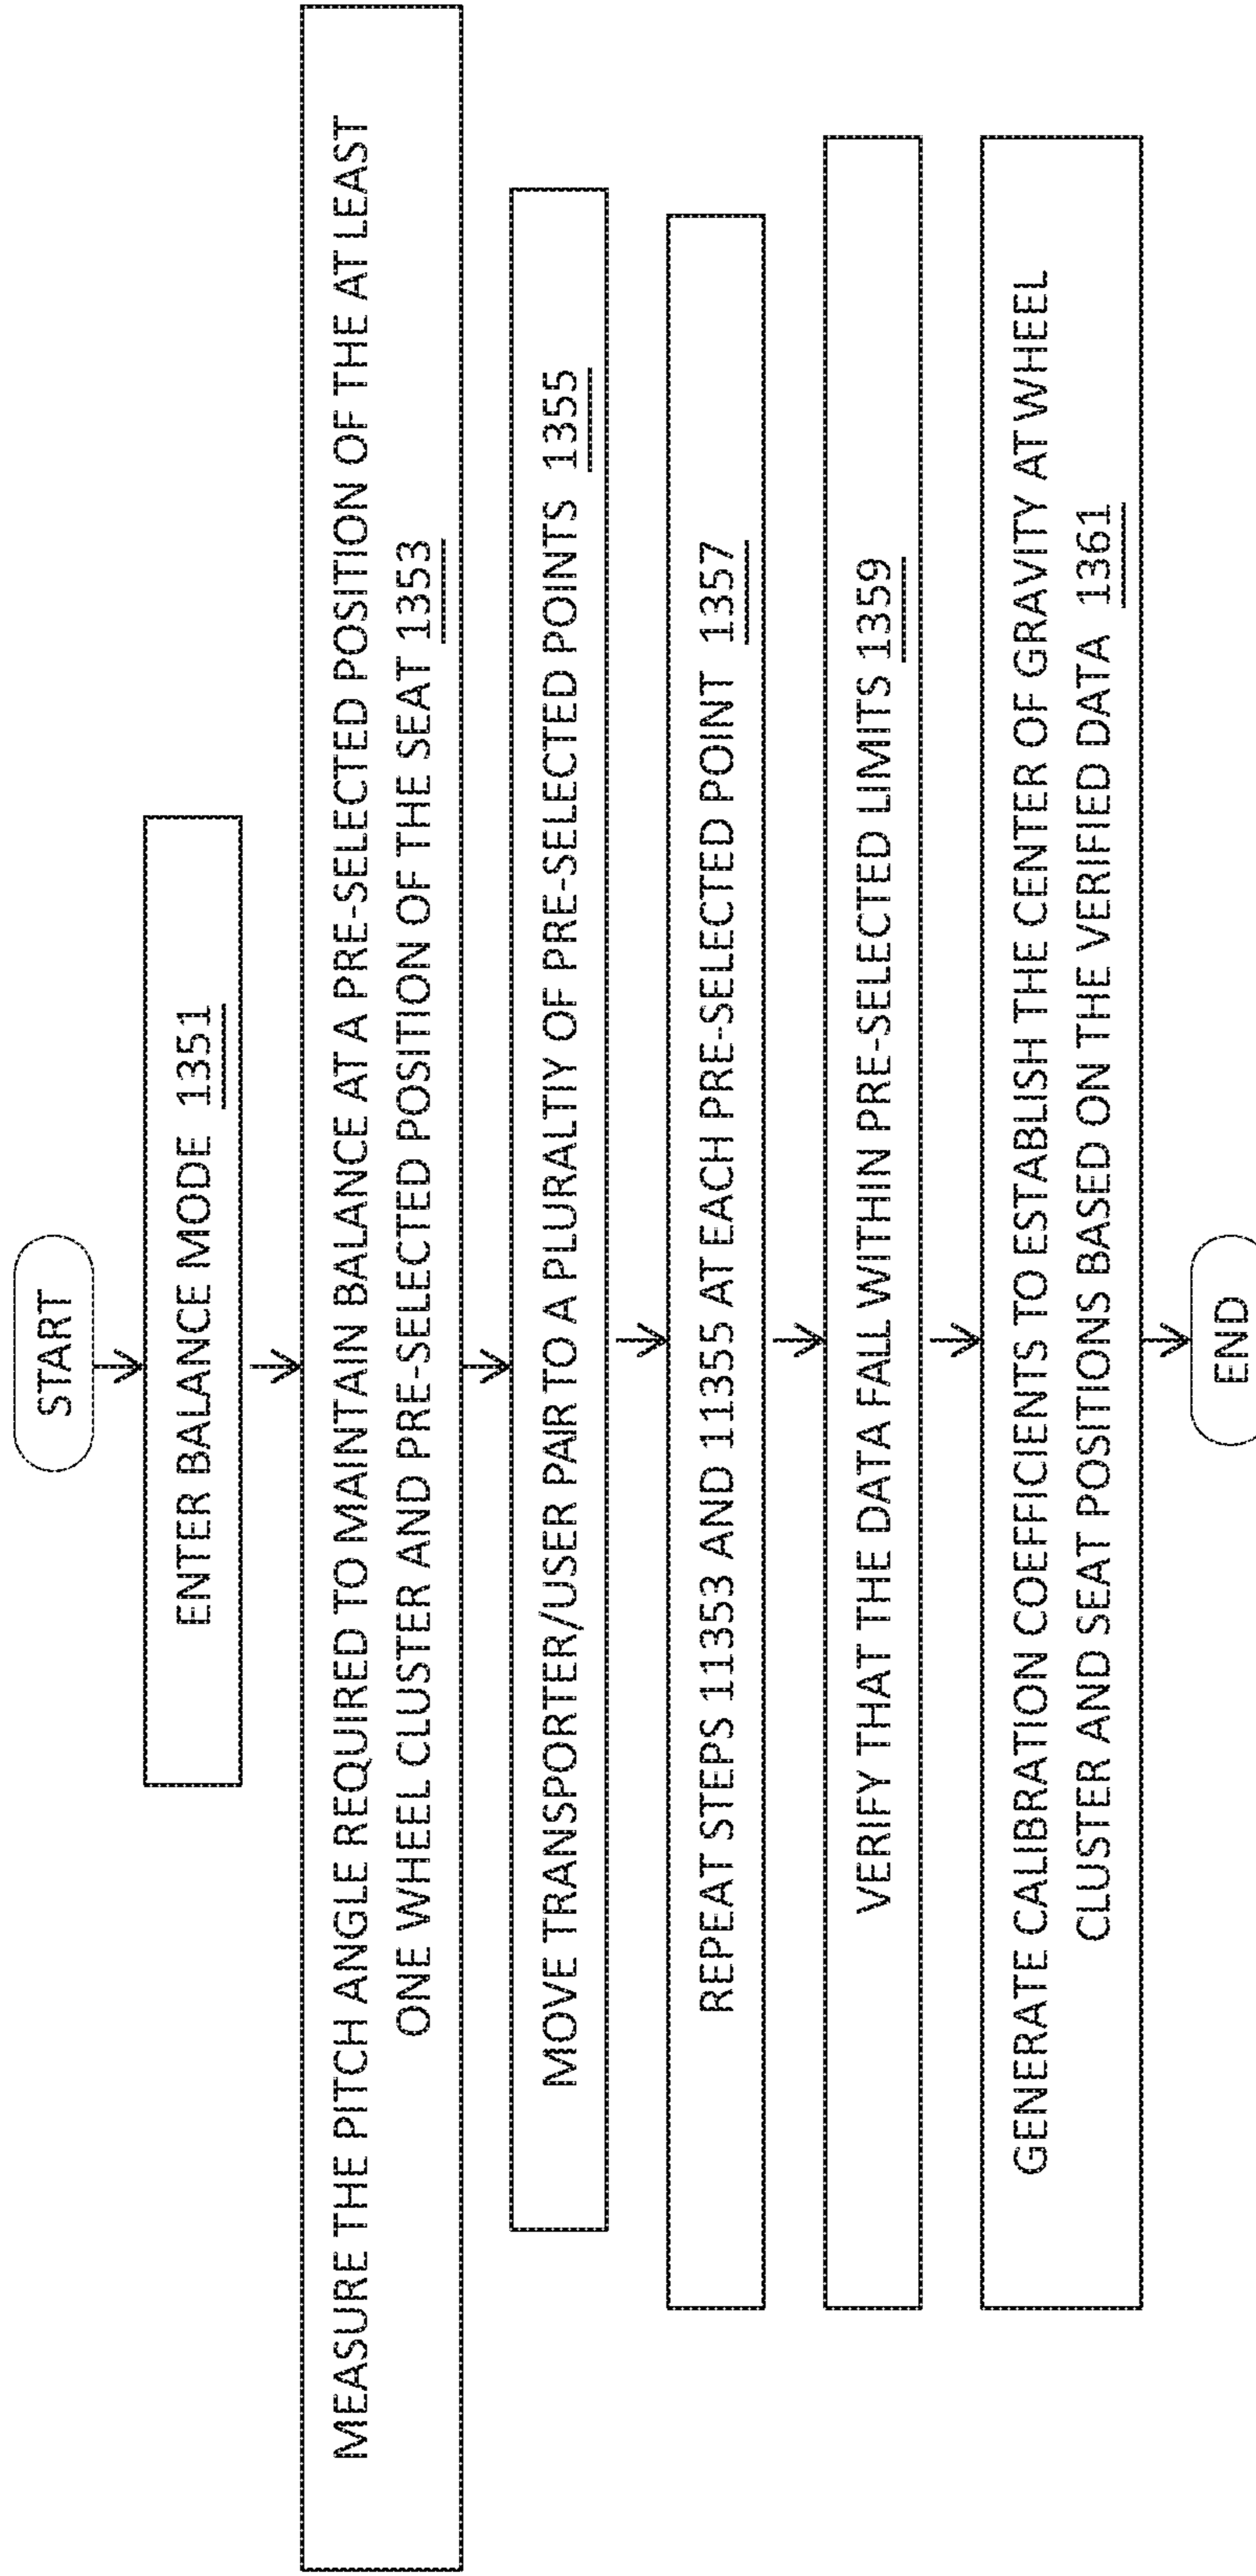 START
ENTER BALANCE MODE 1351
MEASURE THE PITCH ANGLE REQUIRED TO MAINTAIN BALANCE AT A PRE-SELECTED POSITION OF THE AT LEAST
ONE WHEEL CLUSTER AND PRE-SELECTED POSITION OF THE SEAT 1353
MOVE TRANSPORTER/USER PAIR TO A PLURALTIY OF PRE-SELECTED POINTS 1355
REPEAT STEPS 11353 AND 11355 AT EACH PRE-SELECTED POINT 1357
VERIFY THAT THE DATA FALL WITHIN PRE-SELECTED LIMITS 1359
GENERATE CALIBRATION COEFFICIENTS TO ESTABLISH THE CENTER OF GRAVITY AT WHEEL
CLUSTER AND SEAT POSITIONS BASED ON THE VERIFIED DATA 1361
END